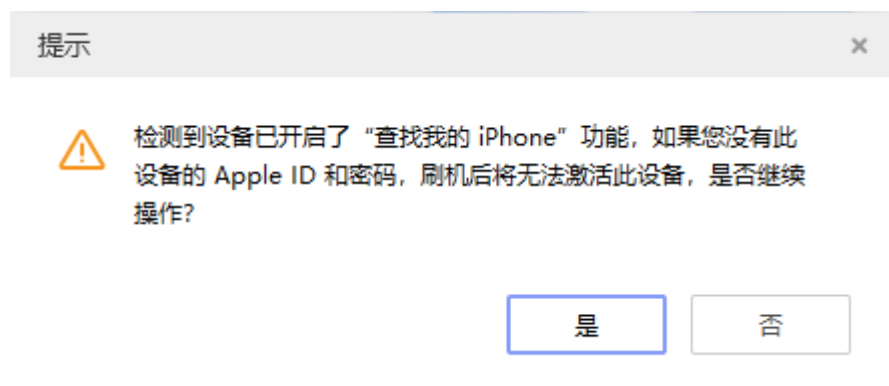 提示
检测到设备已开启了“查找我的 iPhone”功能，如果您没有此
设备的 Apple ID 和密码，刷机后将无法激活此设备，是否继续
操作？
是 否